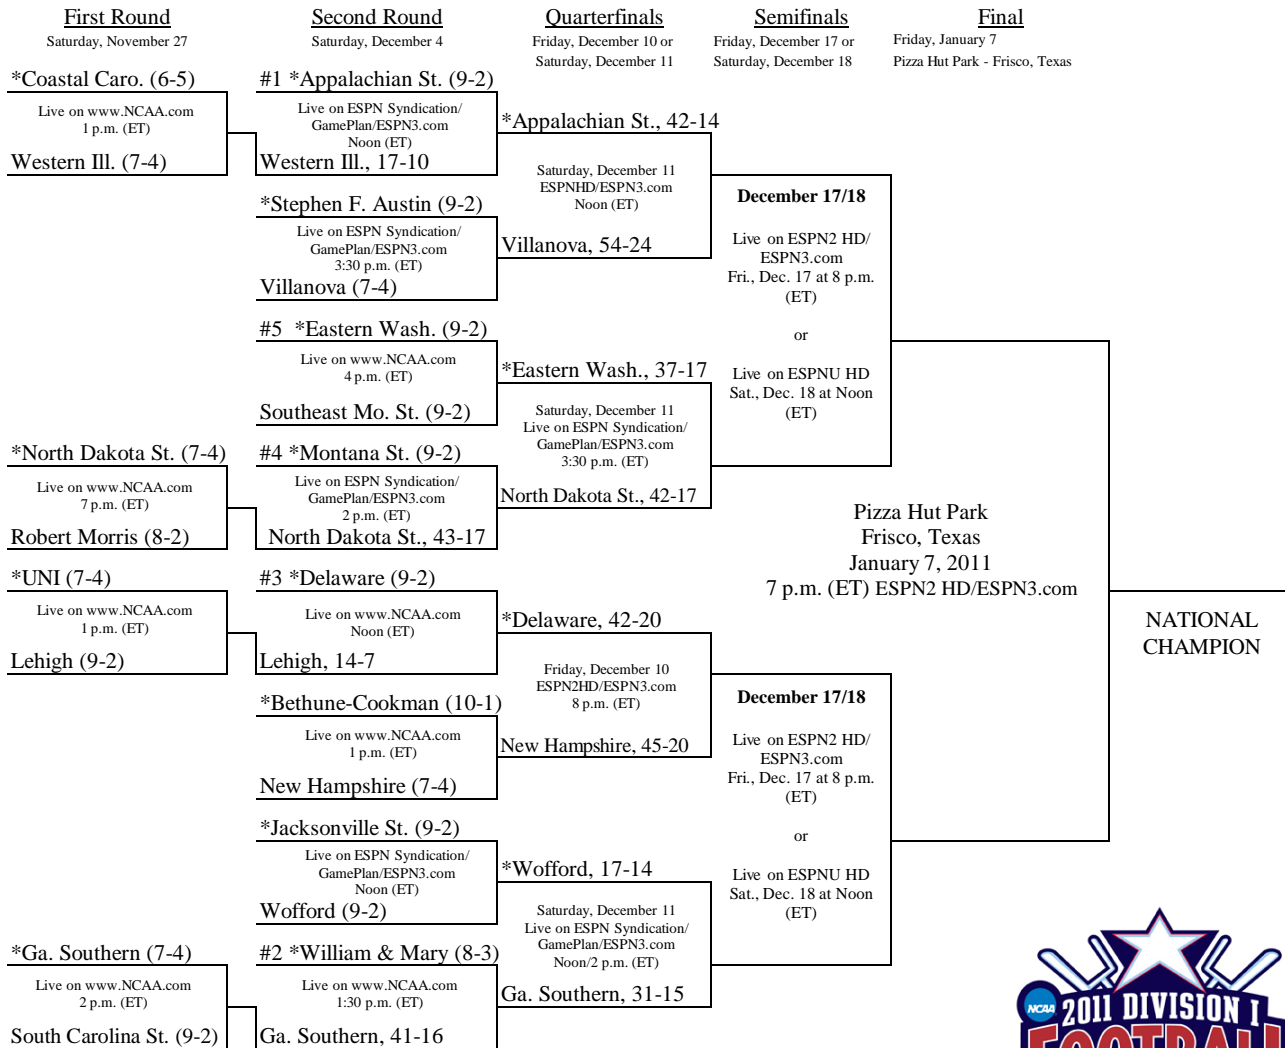 First Round
Saturday, November 27
Second Round
Saturday, December 4
Quarterfinals
Friday, December 10 or
Saturday, December 11
Semifinals
Friday, December 17 or
Saturday, December 18
Final
Friday, January 7
Pizza Hut Park - Frisco, Texas
*Coastal Caro. (6-5)
Live on www.NCAA.com
1 p.m. (ET)
Western Ill. (7-4)
*North Dakota St. (7-4)
Live on www.NCAA.com
7 p.m. (ET)
Robert Morris (8-2)
*UNI (7-4)
Live on www.NCAA.com
1 p.m. (ET)
Lehigh (9-2)
*Ga. Southern (7-4)
Live on www.NCAA.com
2 p.m. (ET)
South Carolina St. (9-2)
#1 *Appalachian St. (9-2)
Live on ESPN Syndication/
GamePlan/ESPN3.com
Noon (ET)
Western Ill., 17-10
*Stephen F. Austin (9-2)
Live on ESPN Syndication/
GamePlan/ESPN3.com
3:30 p.m. (ET)
Villanova (7-4)
#5 *Eastern Wash. (9-2)
Live on www.NCAA.com
4 p.m. (ET)
Southeast Mo. St. (9-2)
#4 *Montana St. (9-2)
Live on ESPN Syndication/
GamePlan/ESPN3.com
2 p.m. (ET)
North Dakota St., 43-17
#3 *Delaware (9-2)
Live on www.NCAA.com
Noon (ET)
Lehigh, 14-7
*Bethune-Cookman (10-1)
Live on www.NCAA.com
1 p.m. (ET)
New Hampshire (7-4)
*Jacksonville St. (9-2)
Live on ESPN Syndication/
GamePlan/ESPN3.com
Noon (ET)
Wofford (9-2)
#2 *William & Mary (8-3)
Live on www.NCAA.com
1:30 p.m. (ET)
Ga. Southern, 41-16
*Appalachian St., 42-14
Saturday, December 11
ESPNHD/ESPN3.com
Noon (ET)
Villanova, 54-24
*Eastern Wash., 37-17
Saturday, December 11
Live on ESPN Syndication/
GamePlan/ESPN3.com
3:30 p.m. (ET)
North Dakota St., 42-17
*Delaware, 42-20
Friday, December 10
ESPN2HD/ESPN3.com
8 p.m. (ET)
New Hampshire, 45-20
*Wofford, 17-14
Saturday, December 11
Live on ESPN Syndication/
GamePlan/ESPN3.com
Noon/2 p.m. (ET)
Ga. Southern, 31-15
December 17/18
Live on ESPN2 HD/
ESPN3.com
Fri., Dec. 17 at 8 p.m.
(ET)
or
Live on ESPNU HD
Sat., Dec. 18 at Noon
(ET)
December 17/18
Live on ESPN2 HD/
ESPN3.com
Fri., Dec. 17 at 8 p.m.
(ET)
or
Live on ESPNU HD
Sat., Dec. 18 at Noon
(ET)
Pizza Hut Park
Frisco, Texas
January 7, 2011
7 p.m. (ET) ESPN2 HD/ESPN3.com
NATIONAL
CHAMPION
NCAA 2011 DIVISION I
FOOTBALL